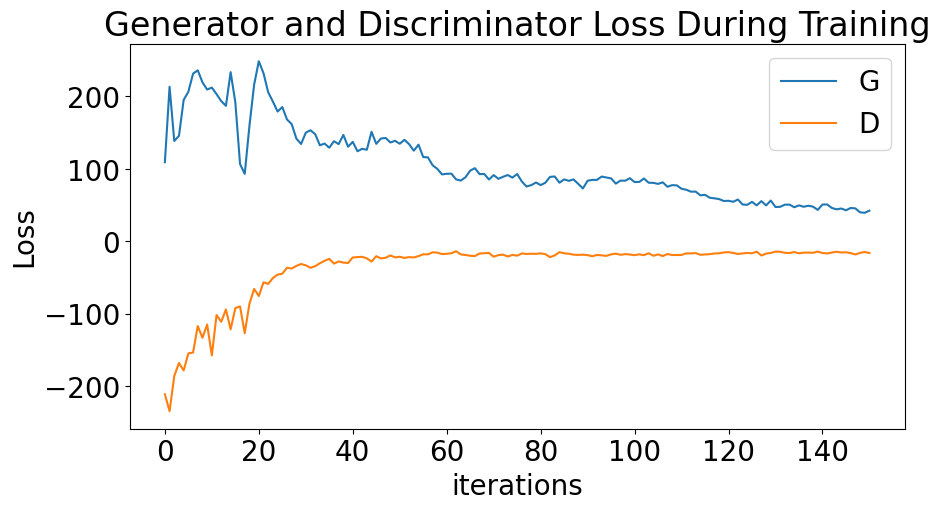 Generator and Discriminator Loss During Training
G
D
200
100
0
−100
−200
Loss
0 20 40 60 80 100 120 140
iterations